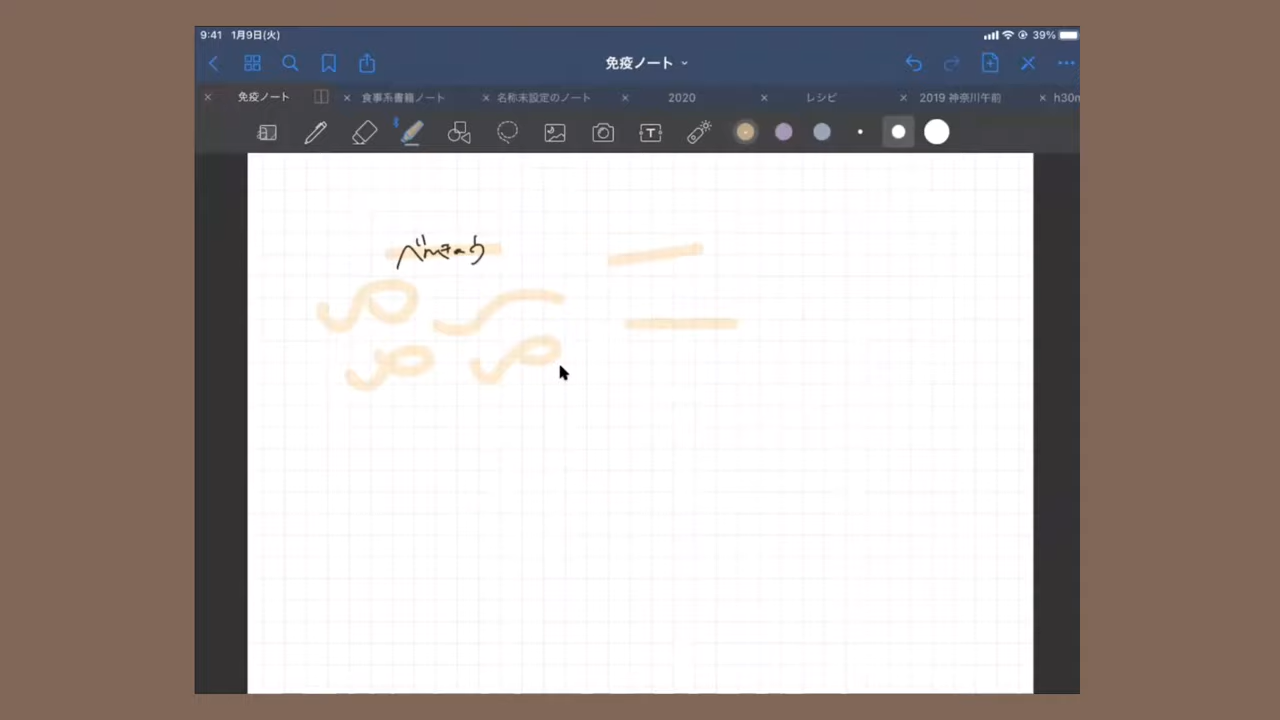 9:41 1月9日(火) 39%
免疫ノート
免疫ノート 食事系書籍ノート 名称未設定のノート 2020 レシピ 2019 神奈川午前 h30m
T
べんきょう